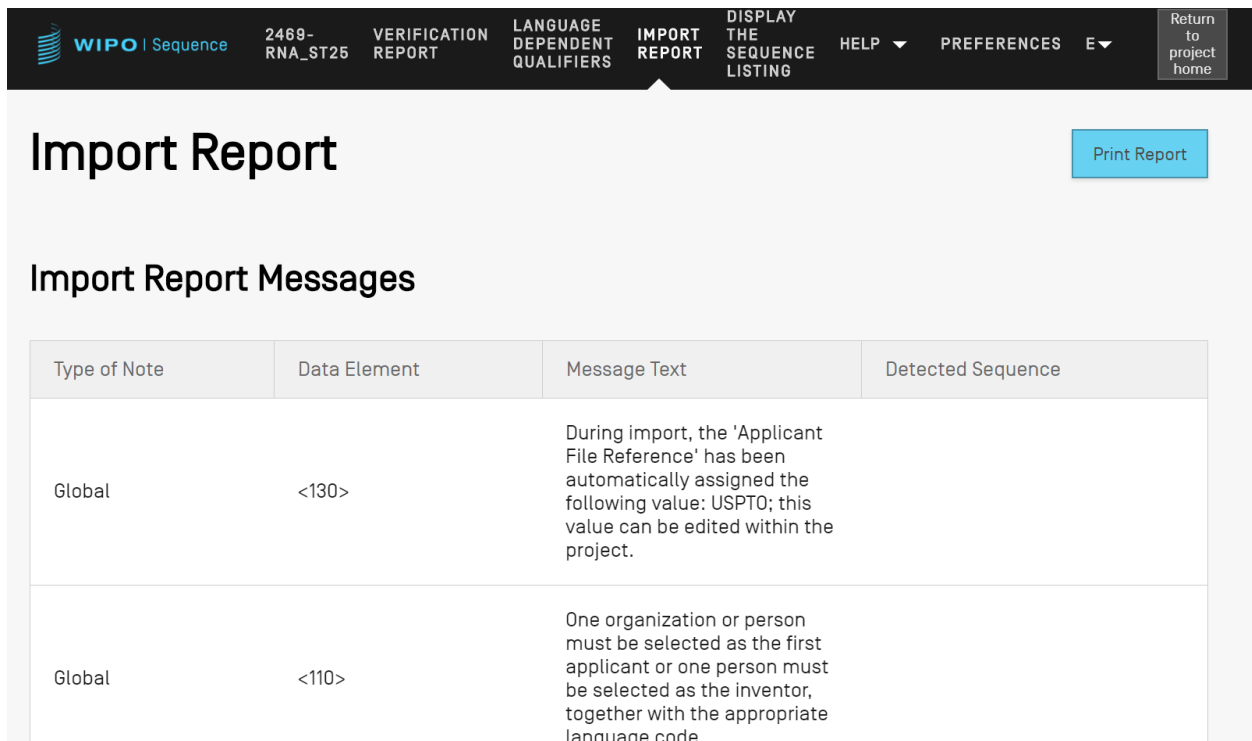 WIPO | Sequence
2469-
RNA_ST25
VERIFICATION
REPORT
LANGUAGE
DEPENDENT
QUALIFIERS
IMPORT
REPORT
DISPLAY
THE
SEQUENCE
LISTING
HELP
PREFERENCES
E
Return
to
project
home
Import Report
Print Report
Import Report Messages
Type of Note
Data Element
Message Text
Detected Sequence
Global
<130>
During import, the 'Applicant
File Reference' has been
automatically assigned the
following value: USPTO; this
value can be edited within the
project.
Global
<110>
One organization or person
must be selected as the first
applicant or one person must
be selected as the inventor,
together with the appropriate
language code